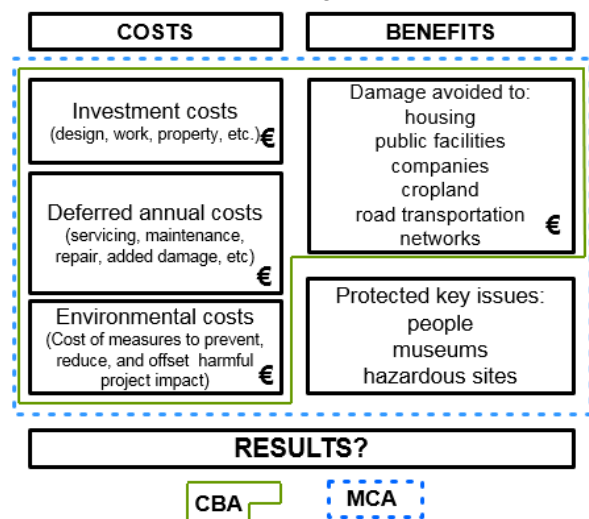 COSTS
BENEFITS
Investment costs
(design, work, property, etc.)€
Deferred annual costs
(servicing, maintenance,
repair, added damage, etc)
€
Environmental costs
(Cost of measures to prevent,
reduce, and offset harmful
project impact)
€
Damage avoided to:
housing
public facilities
companies
cropland
road transportation
networks
€
Protected key issues:
people
museums
hazardous sites
RESULTS?
CBA
MCA